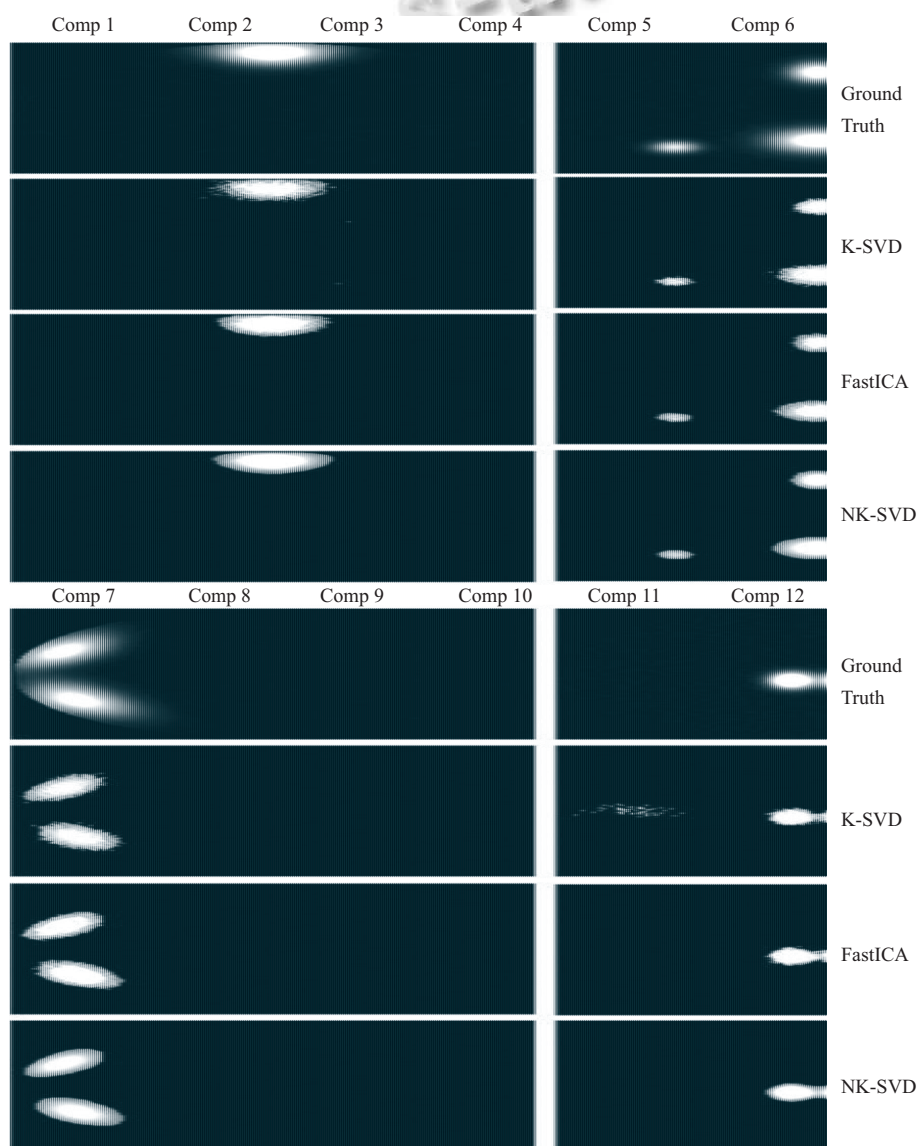 Comp 1 Comp 2 Comp 3 Comp 4 Comp 5 Comp 6
Ground
Truth
K-SVD
FastICA
NK-SVD
Comp 7 Comp 8 Comp 9 Comp 10 Comp 11 Comp 12
Ground
Truth
K-SVD
FastICA
NK-SVD